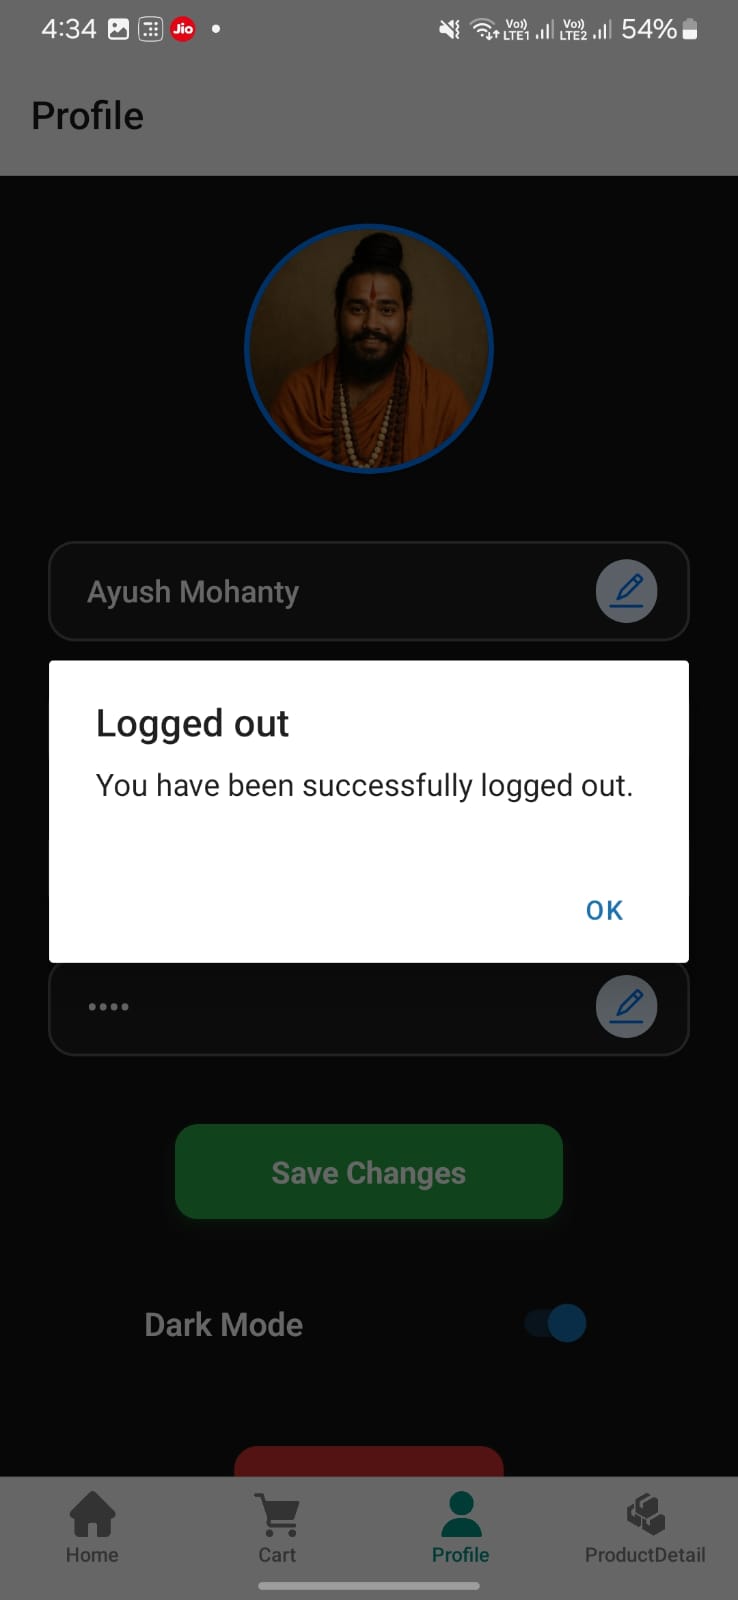 4:34 Jio Vo)) LTE1 Vo)) LTE2 54%
Profile
Ayush Mohanty
Logged out
You have been successfully logged out.
OK
••••
Save Changes
Dark Mode
Home Cart Profile ProductDetail